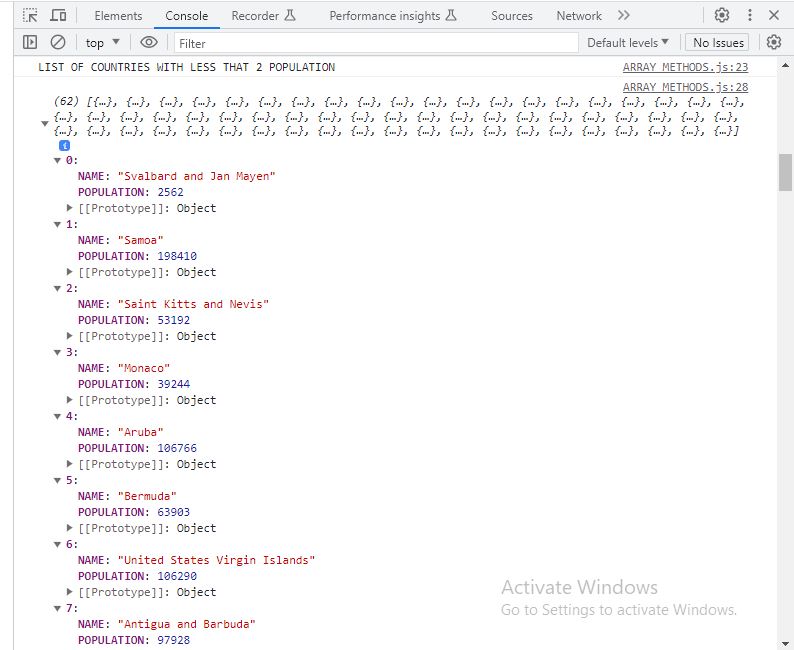 Elements Console Recorder Performance insights Sources Network
top Filter Default levels No Issues
LIST OF COUNTRIES WITH LESS THAT 2 POPULATION ARRAY METHODS.js:23
ARRAY METHODS.js:28
(62) [{…}, {…}, {…}, {…}, {…}, {…}, {…}, {…}, {…}, {…}, {…}, {…}, {…}, {…}, {…}, {…}, {…}, {…}, {…}, {…},
{…}, {…}, {…}, {…}, {…}, {…}, {…}, {…}, {…}, {…}, {…}, {…}, {…}, {…}, {…}, {…}, {…}, {…}, {…}, {…}, {…},
{…}, {…}, {…}, {…}, {…}, {…}, {…}, {…}, {…}, {…}, {…}, {…}, {…}, {…}, {…}, {…}, {…}, {…}, {…}, {…}, {…}]
i
0:
NAME: "Svalbard and Jan Mayen"
POPULATION: 2562
[[Prototype]]: Object
1:
NAME: "Samoa"
POPULATION: 198410
[[Prototype]]: Object
2:
NAME: "Saint Kitts and Nevis"
POPULATION: 53192
[[Prototype]]: Object
3:
NAME: "Monaco"
POPULATION: 39244
[[Prototype]]: Object
4:
NAME: "Aruba"
POPULATION: 106766
[[Prototype]]: Object
5:
NAME: "Bermuda"
POPULATION: 63903
[[Prototype]]: Object
6:
NAME: "United States Virgin Islands"
POPULATION: 106290
[[Prototype]]: Object
7:
NAME: "Antigua and Barbuda"
POPULATION: 97928
Activate Windows
Go to Settings to activate Windows.